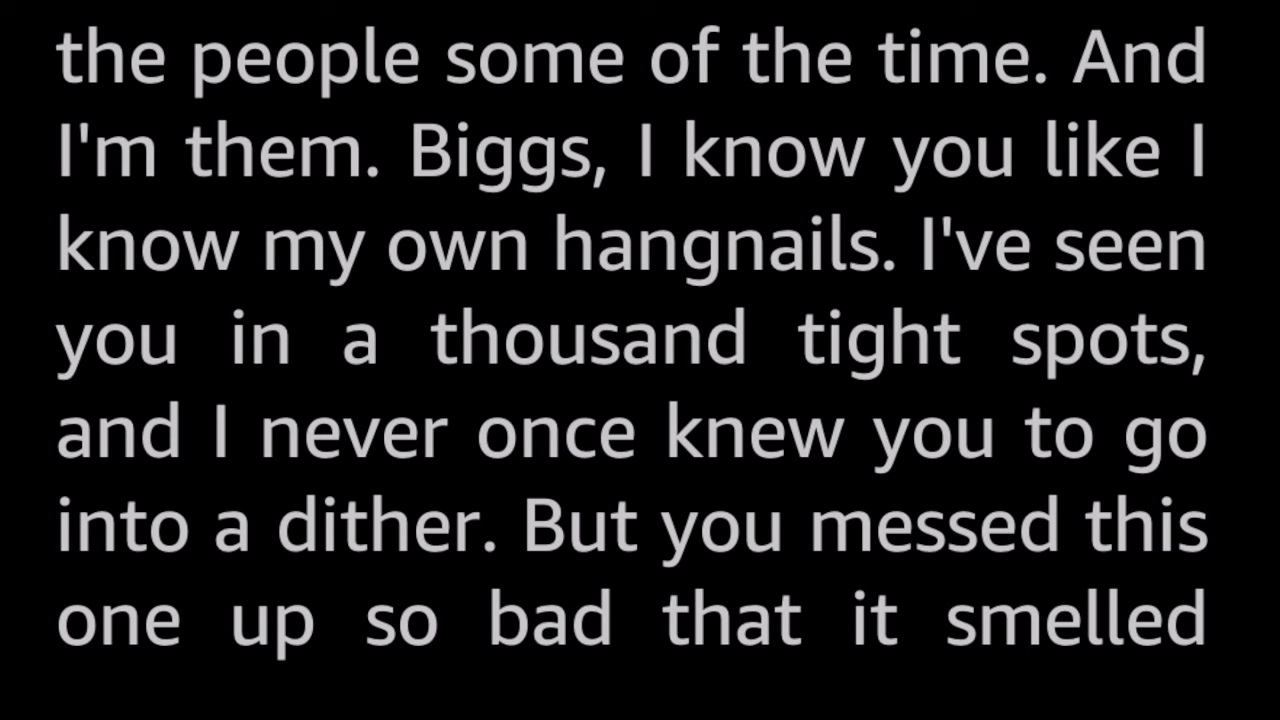 the people some of the time. And
I'm them. Biggs, I know you like I
know my own hangnails. I've seen
you in a thousand tight spots,
and I never once knew you to go
into a dither. But you messed this
one up so bad that it smelled